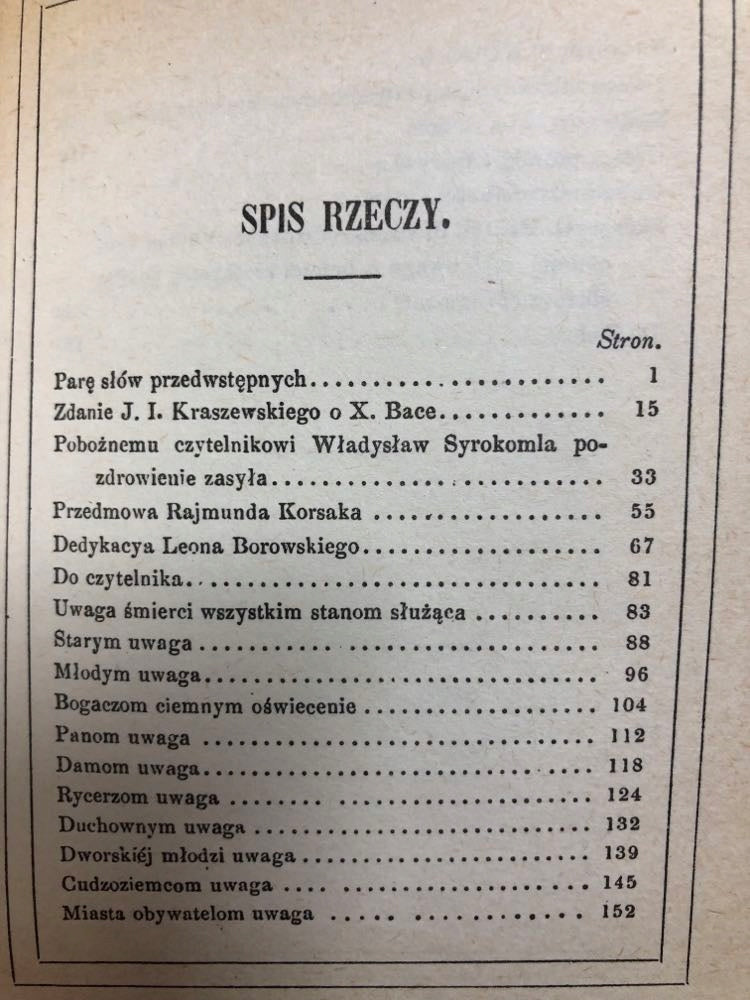 SPIS RZECZY.
Stron.
Parę słów przedwstępnych........................ 1
Zdanie J. I. Kraszewskiego o X. Bace............. 15
Pobożnemu czytelnikowi Władysław Syrokomla po-
zdrowienie zasyła.......................... 33
Przedmowa Rajmunda Korsaka .................. 55
Dedykacya Leona Borowskiego................... 67
Do czytelnika................................. 81
Uwaga śmierci wszystkim stanom służąca .......... 83
Starym uwaga ............................... 88
Młodym uwaga............................... 96
Bogaczom ciemnym oświecenie .................. 104
Panom uwaga ............................... 112
Damom uwaga............................... 118
Rycerzom uwaga ............................ 124
Duchownym uwaga .......................... 132
Dworskiéj młodzi uwaga...................... 139
Cudzoziemcom uwaga ....................... 145
Miasta obywatelom uwaga ..... ............ 152